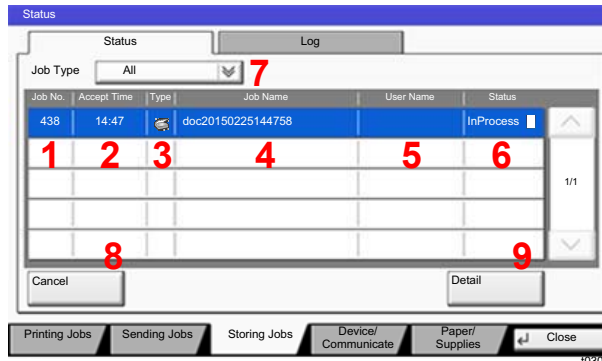 Status
Status Log
Job Type All 7
Job No. Accept Time Type Job Name User Name Status
438 14:47 doc20150225144758 InProcess
1 2 3 4 5 6
1/1
8 9
Cancel Detail
Printing Jobs Sending Jobs Storing Jobs Device/ Communicate Paper/ Supplies Close